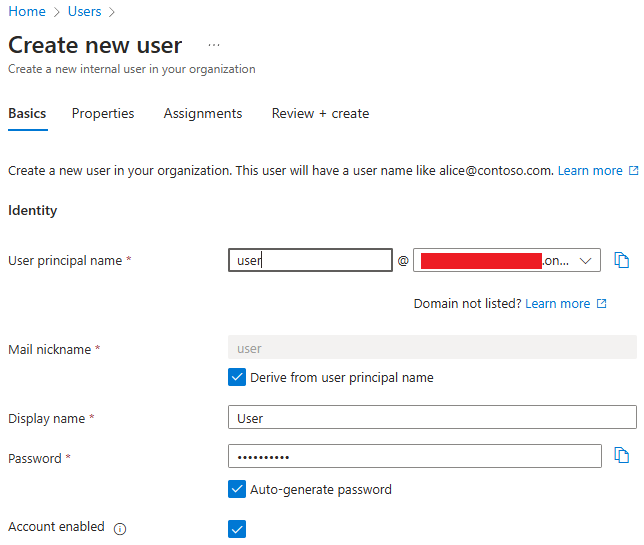 Home > Users >
Create new user ...
Create a new internal user in your organization
Basics Properties Assignments Review + create
Create a new user in your organization. This user will have a user name like alice@contoso.com. Learn more
Identity
User principal name * user @ .on...
Domain not listed? Learn more
Mail nickname * user
Derive from user principal name
Display name * User
Password * ••••••••••
Auto-generate password
Account enabled